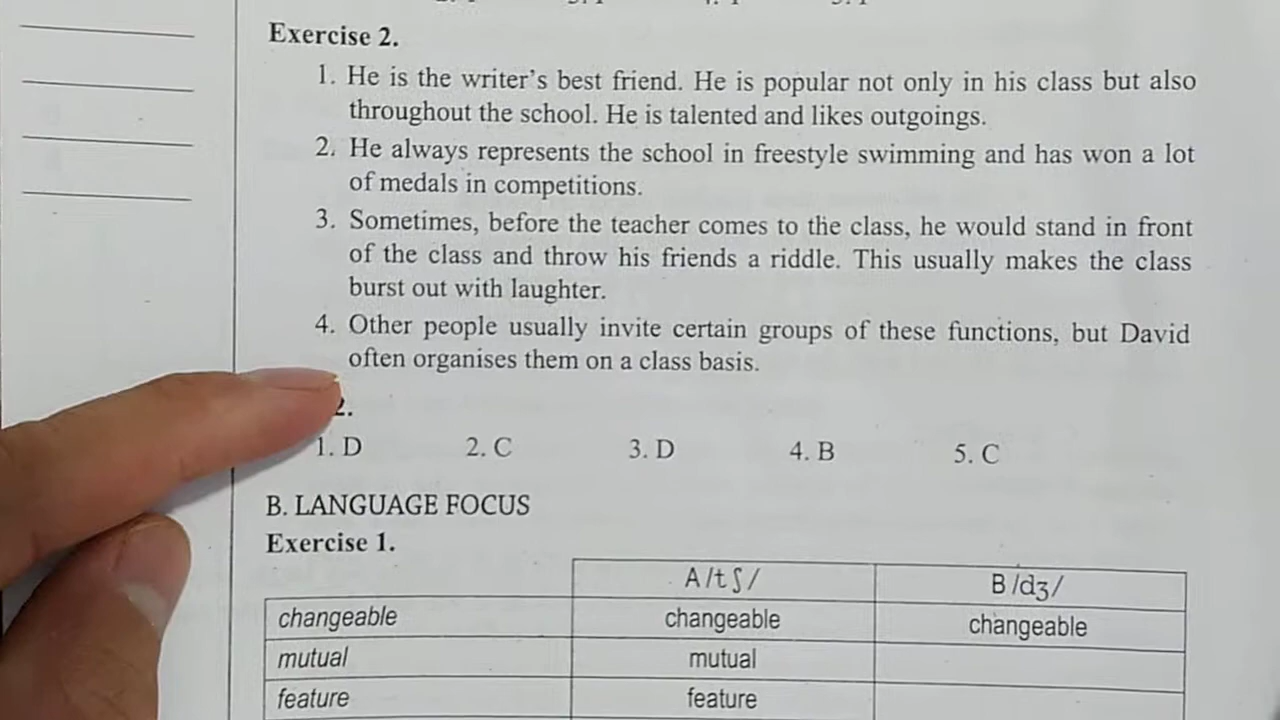 Exercise 2.
1. He is the writer's best friend. He is popular not only in his class but also
throughout the school. He is talented and likes outgoings.
2. He always represents the school in freestyle swimming and has won a lot
of medals in competitions.
3. Sometimes, before the teacher comes to the class, he would stand in front
of the class and throw his friends a riddle. This usually makes the class
burst out with laughter.
4. Other people usually invite certain groups of these functions, but David
often organises them on a class basis.
2.
1. D 2. C 3. D 4. B 5. C
B. LANGUAGE FOCUS
Exercise 1.
A /tʃ/ B /dʒ/
changeable changeable changeable
mutual mutual
feature feature